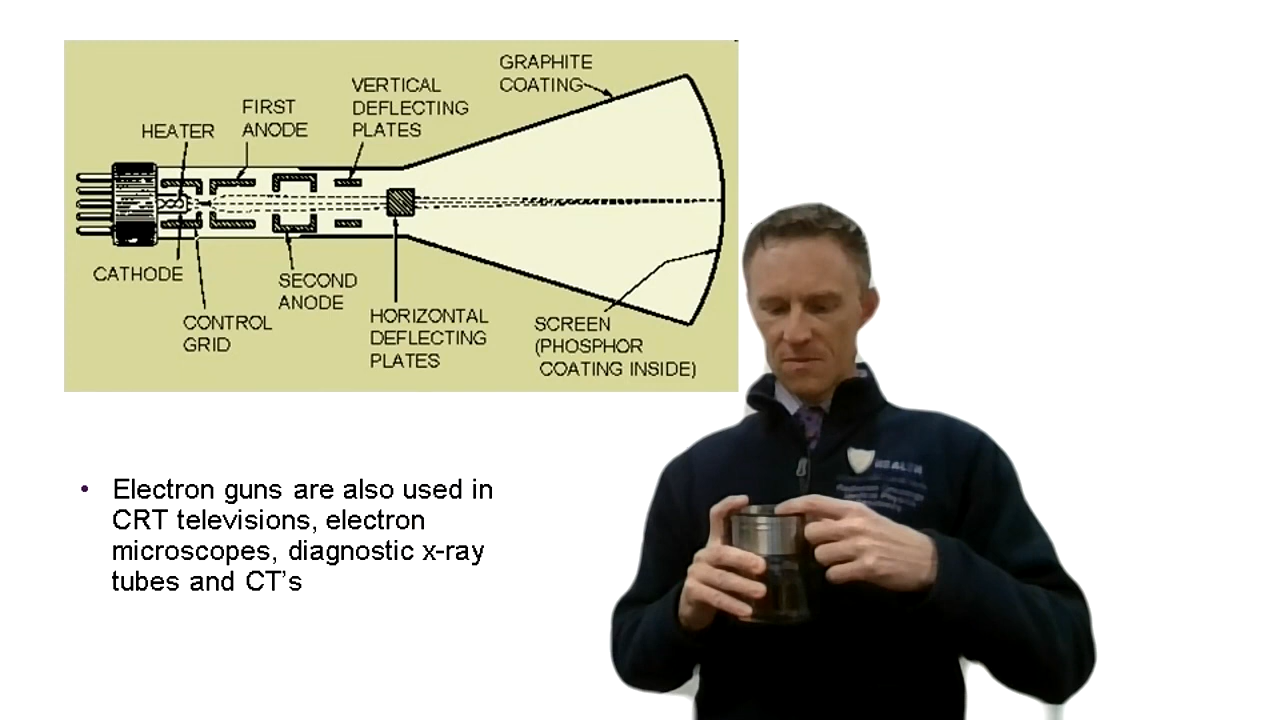 GRAPHITE
COATING
VERTICAL
DEFLECTING
PLATES
FIRST
ANODE
HEATER
CATHODE
SECOND
ANODE
CONTROL
GRID
HORIZONTAL
DEFLECTING
PLATES
SCREEN
(PHOSPHOR
COATING INSIDE)
• Electron guns are also used in
CRT televisions, electron
microscopes, diagnostic x-ray
tubes and CT's
HEALTH